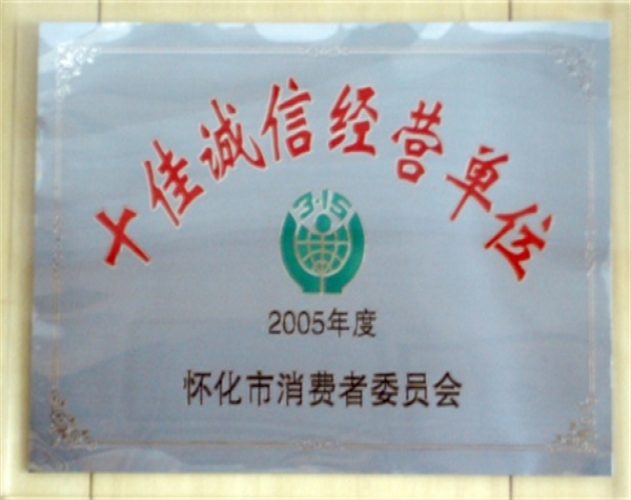 十佳诚信经营单位
3·15
2005年度
怀化市消费者委员会